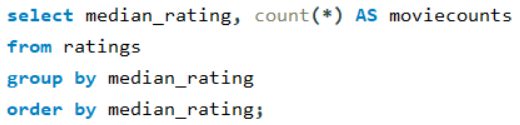 select median_rating, count(*) AS moviecounts
from ratings
group by median_rating
order by median_rating;